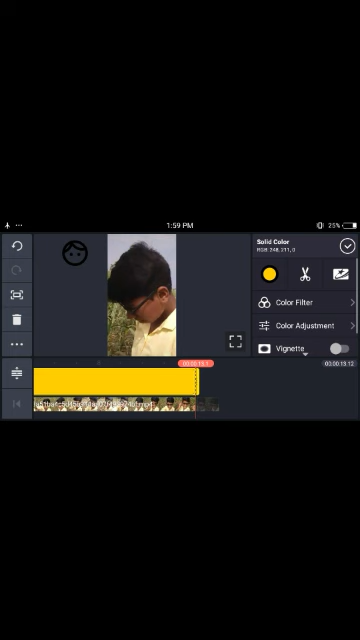 1:59 PM
25%
Solid Color
RGB: 248, 211, 0
Color Filter
Color Adjustment
Vignette
00:00:13.1
00:00:13.12